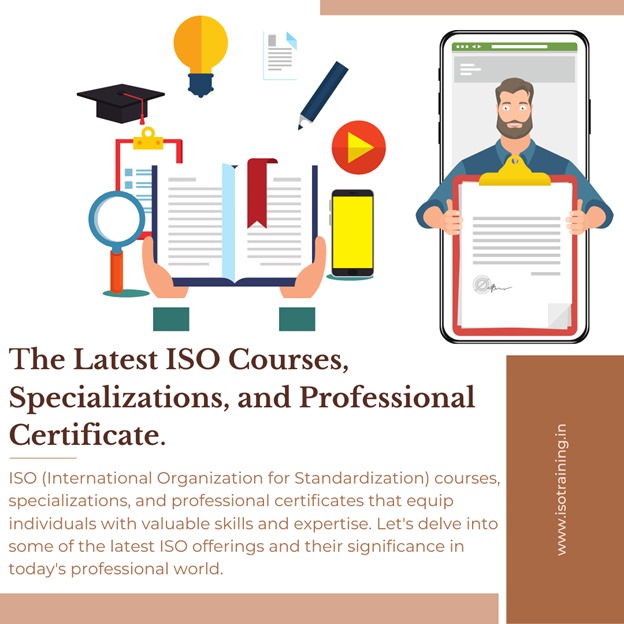 The Latest ISO Courses,
Specializations, and Professional
Certificate.
ISO (International Organization for Standardization) courses,
specializations, and professional certificates that equip
individuals with valuable skills and expertise. Let's delve into
some of the latest ISO offerings and their significance in
today's professional world.
www.isotraining.in